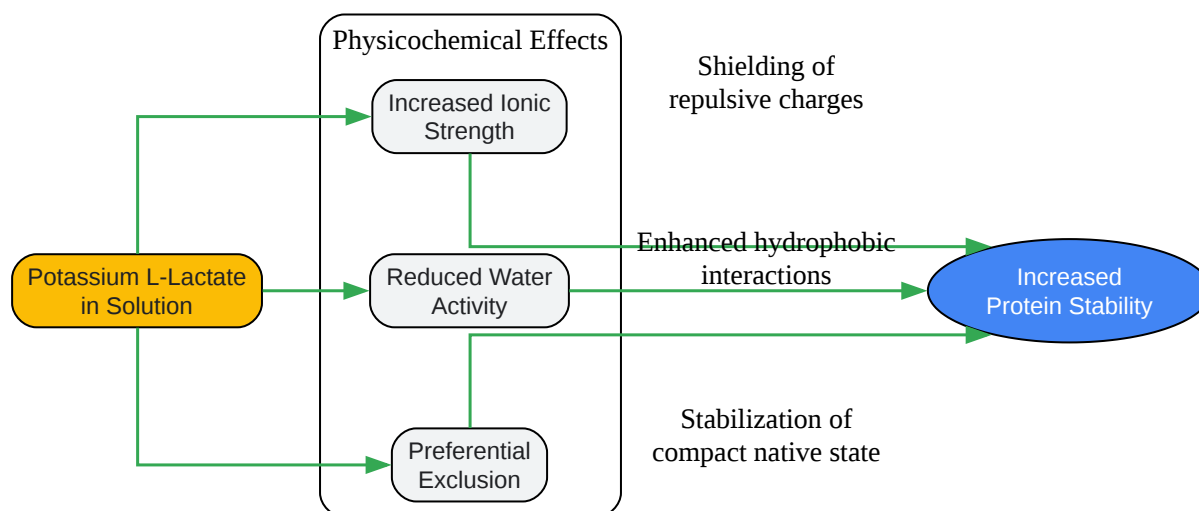 Physicochemical Effects
Increased Ionic
Strength
Shielding of
repulsive charges
Potassium L-Lactate
in Solution
Reduced Water
Activity
Enhanced hydrophobic
interactions
Increased
Protein Stability
Preferential
Exclusion
Stabilization of
compact native state